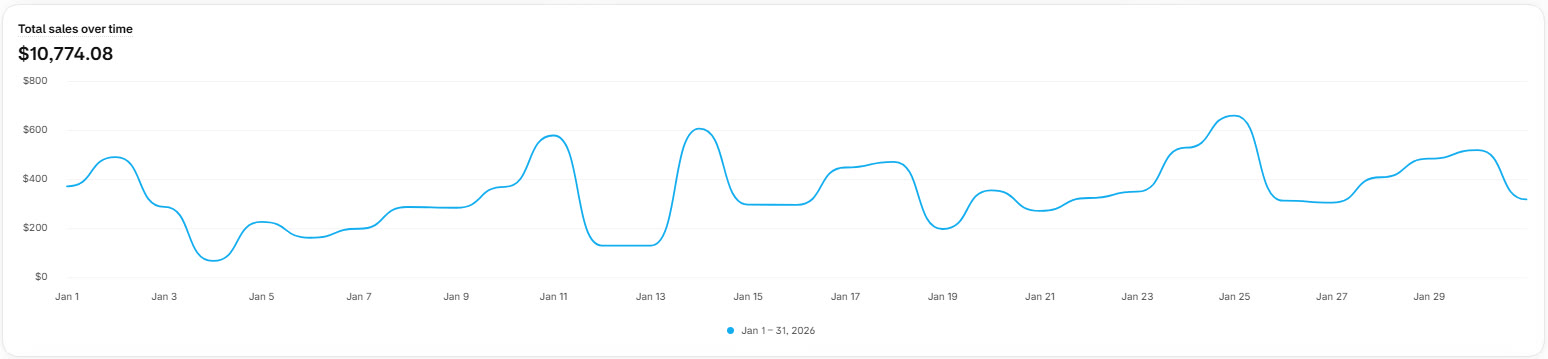 Total sales over time
$10,774.08
$800
$600
$400
$200
$0
Jan 1 Jan 3 Jan 5 Jan 7 Jan 9 Jan 11 Jan 13 Jan 15 Jan 17 Jan 19 Jan 21 Jan 23 Jan 25 Jan 27 Jan 29
Jan 1 – 31, 2026